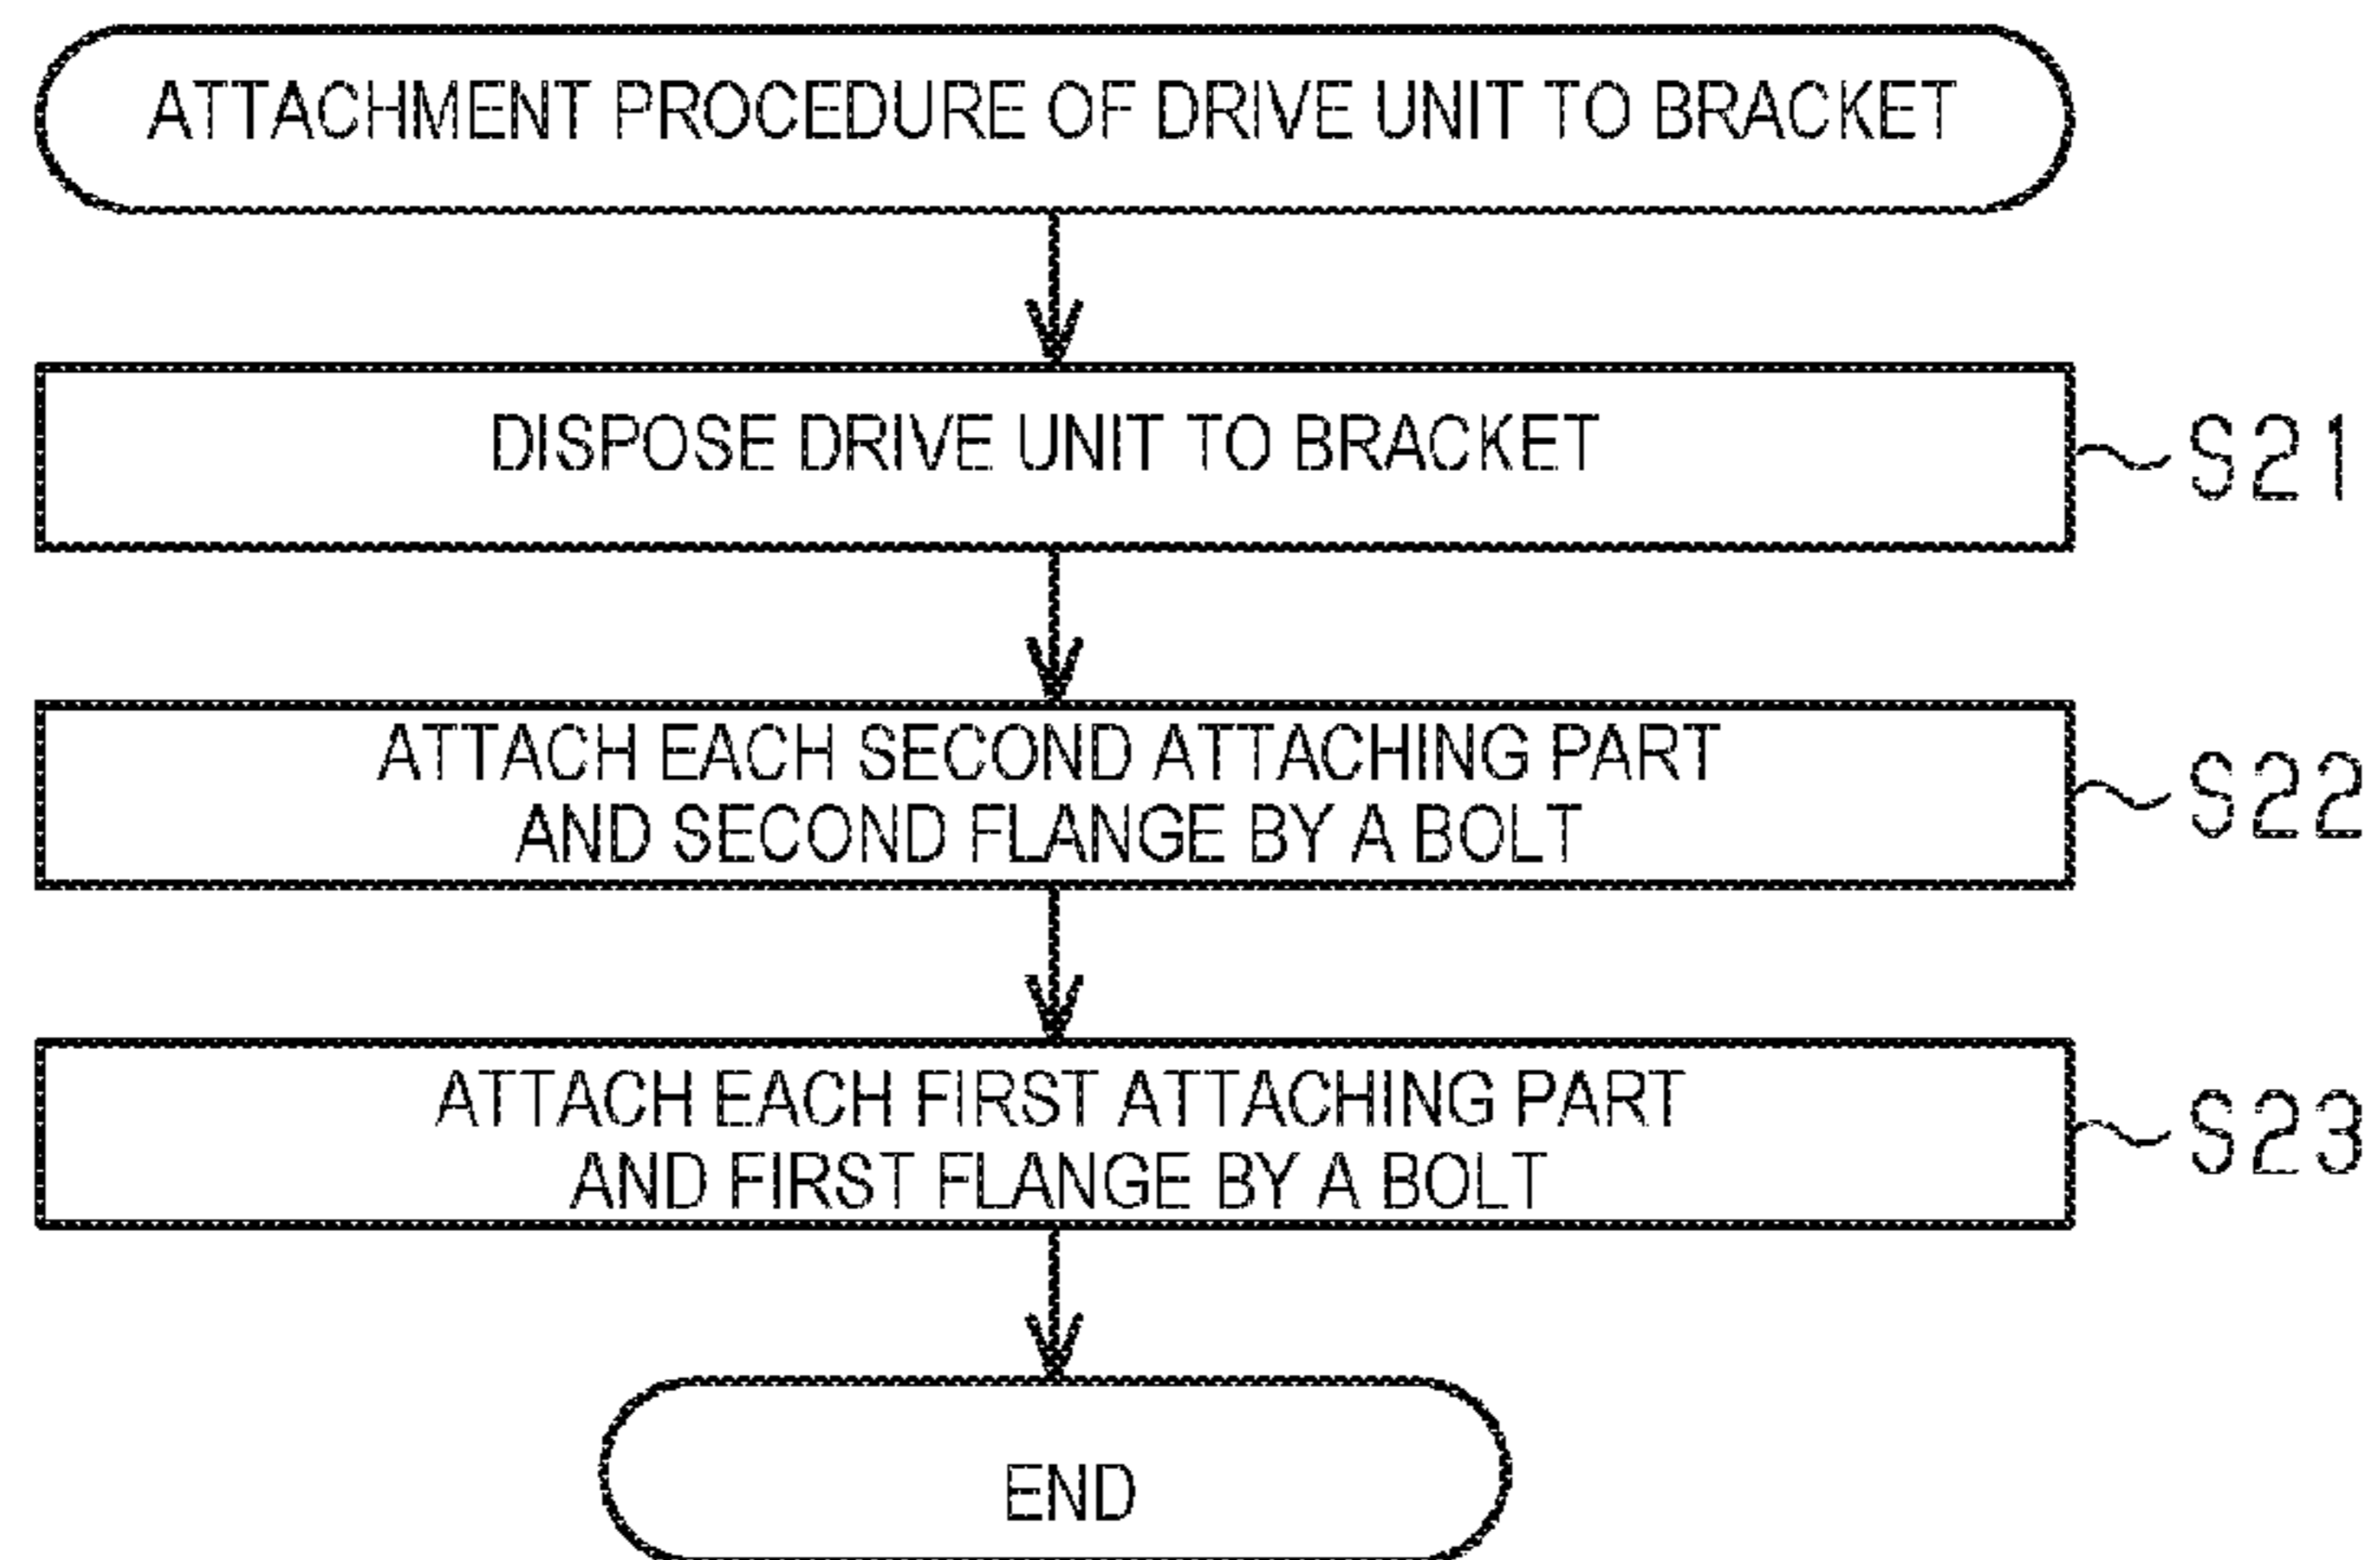 ATTACHMENT PROCEDURE OF DRIVE UNIT TO BRACKET
DISPOSE DRIVE UNIT TO BRACKET
S21
ATTACH EACH SECOND ATTACHING PART
AND SECOND FLANGE BY A BOLT
S22
ATTACH EACH FIRST ATTACHING PART
AND FIRST FLANGE BY A BOLT
S23
END